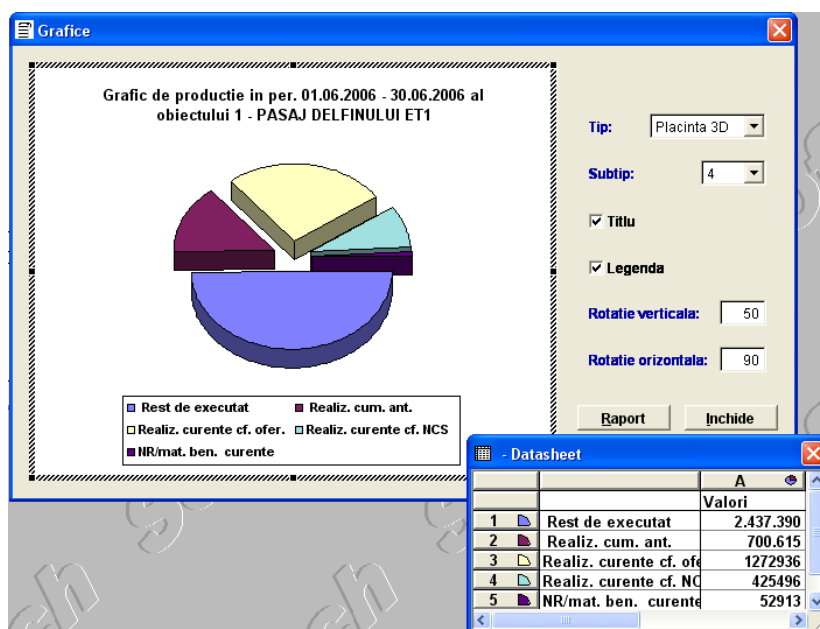 Grafice
Grafic de productie in per. 01.06.2006 - 30.06.2006 al
obiectului 1 - PASAJ DELFINULUI ET1
Rest de executat
Realiz. cum. ant.
Realiz. curente cf. ofer.
Realiz. curente cf. NCS
NR/mat. ben. curente
Tip:
Placinta 3D
Subtip:
4
Titlu
Legenda
Rotatie verticala:
50
Rotatie orizontala:
90
Raport
Inchide
- Datasheet
A
Valori
1 Rest de executat 2.437.390
2 Realiz. cum. ant. 700.615
3 Realiz. curente cf. ofe 1272936
4 Realiz. curente cf. NC 425496
5 NR/mat. ben. curente 52913